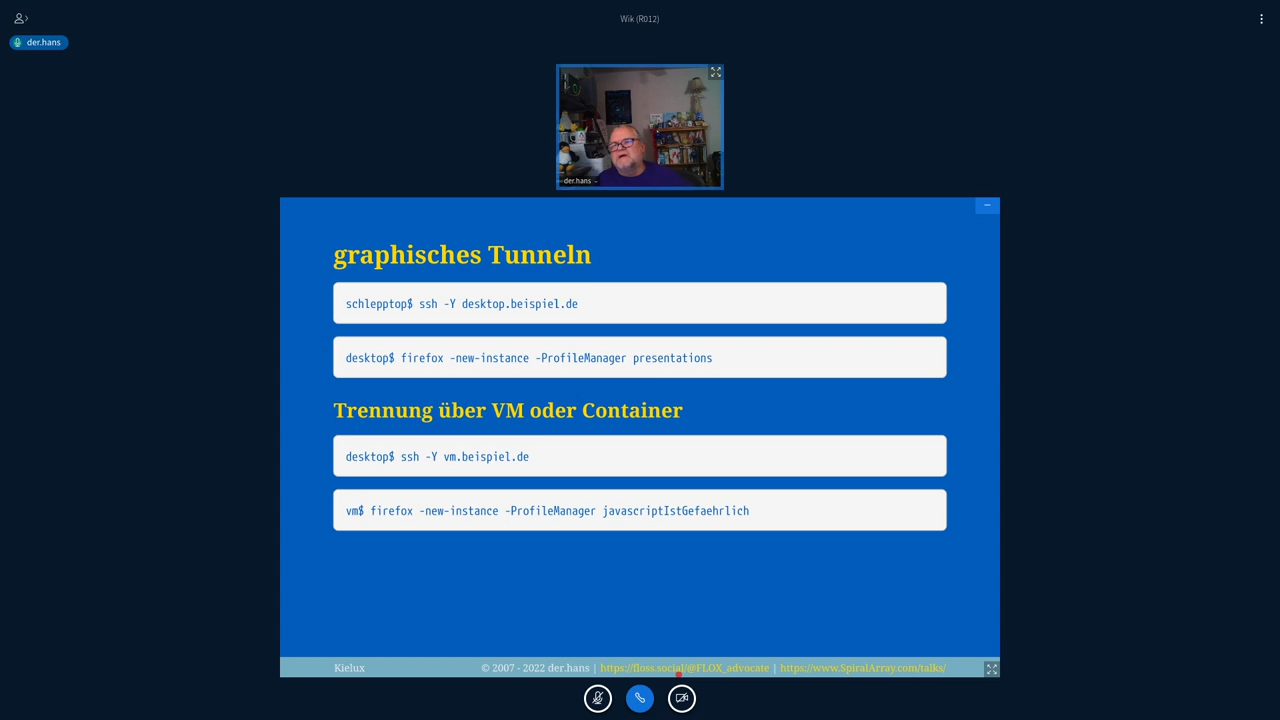 Wik (R012)
der.hans
der.hans
graphisches Tunneln
schlepptop$ ssh -Y desktop.beispiel.de
desktop$ firefox -new-instance -ProfileManager presentations
Trennung über VM oder Container
desktop$ ssh -Y vm.beispiel.de
vm$ firefox -new-instance -ProfileManager javascriptIstGefaehrlich
Kielux © 2007 - 2022 der.hans | https://floss.social/@FLOX_advocate | https://www.SpiralArray.com/talks/